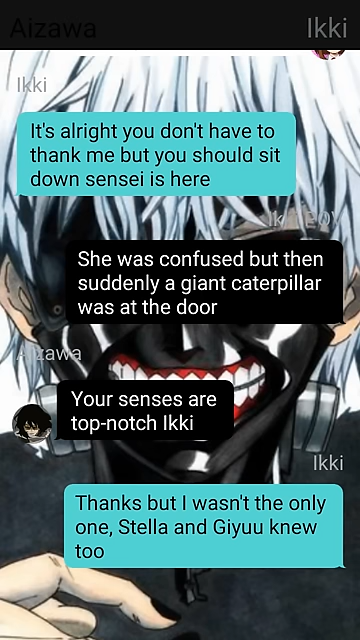 Aizawa
Ikki
Ikki
It's alright you don't have to
thank me but you should sit
down sensei is here
She was confused but then
suddenly a giant caterpillar
was at the door
Aizawa
Your senses are
top-notch Ikki
Ikki
Thanks but I wasn't the only
one, Stella and Giyuu knew
too